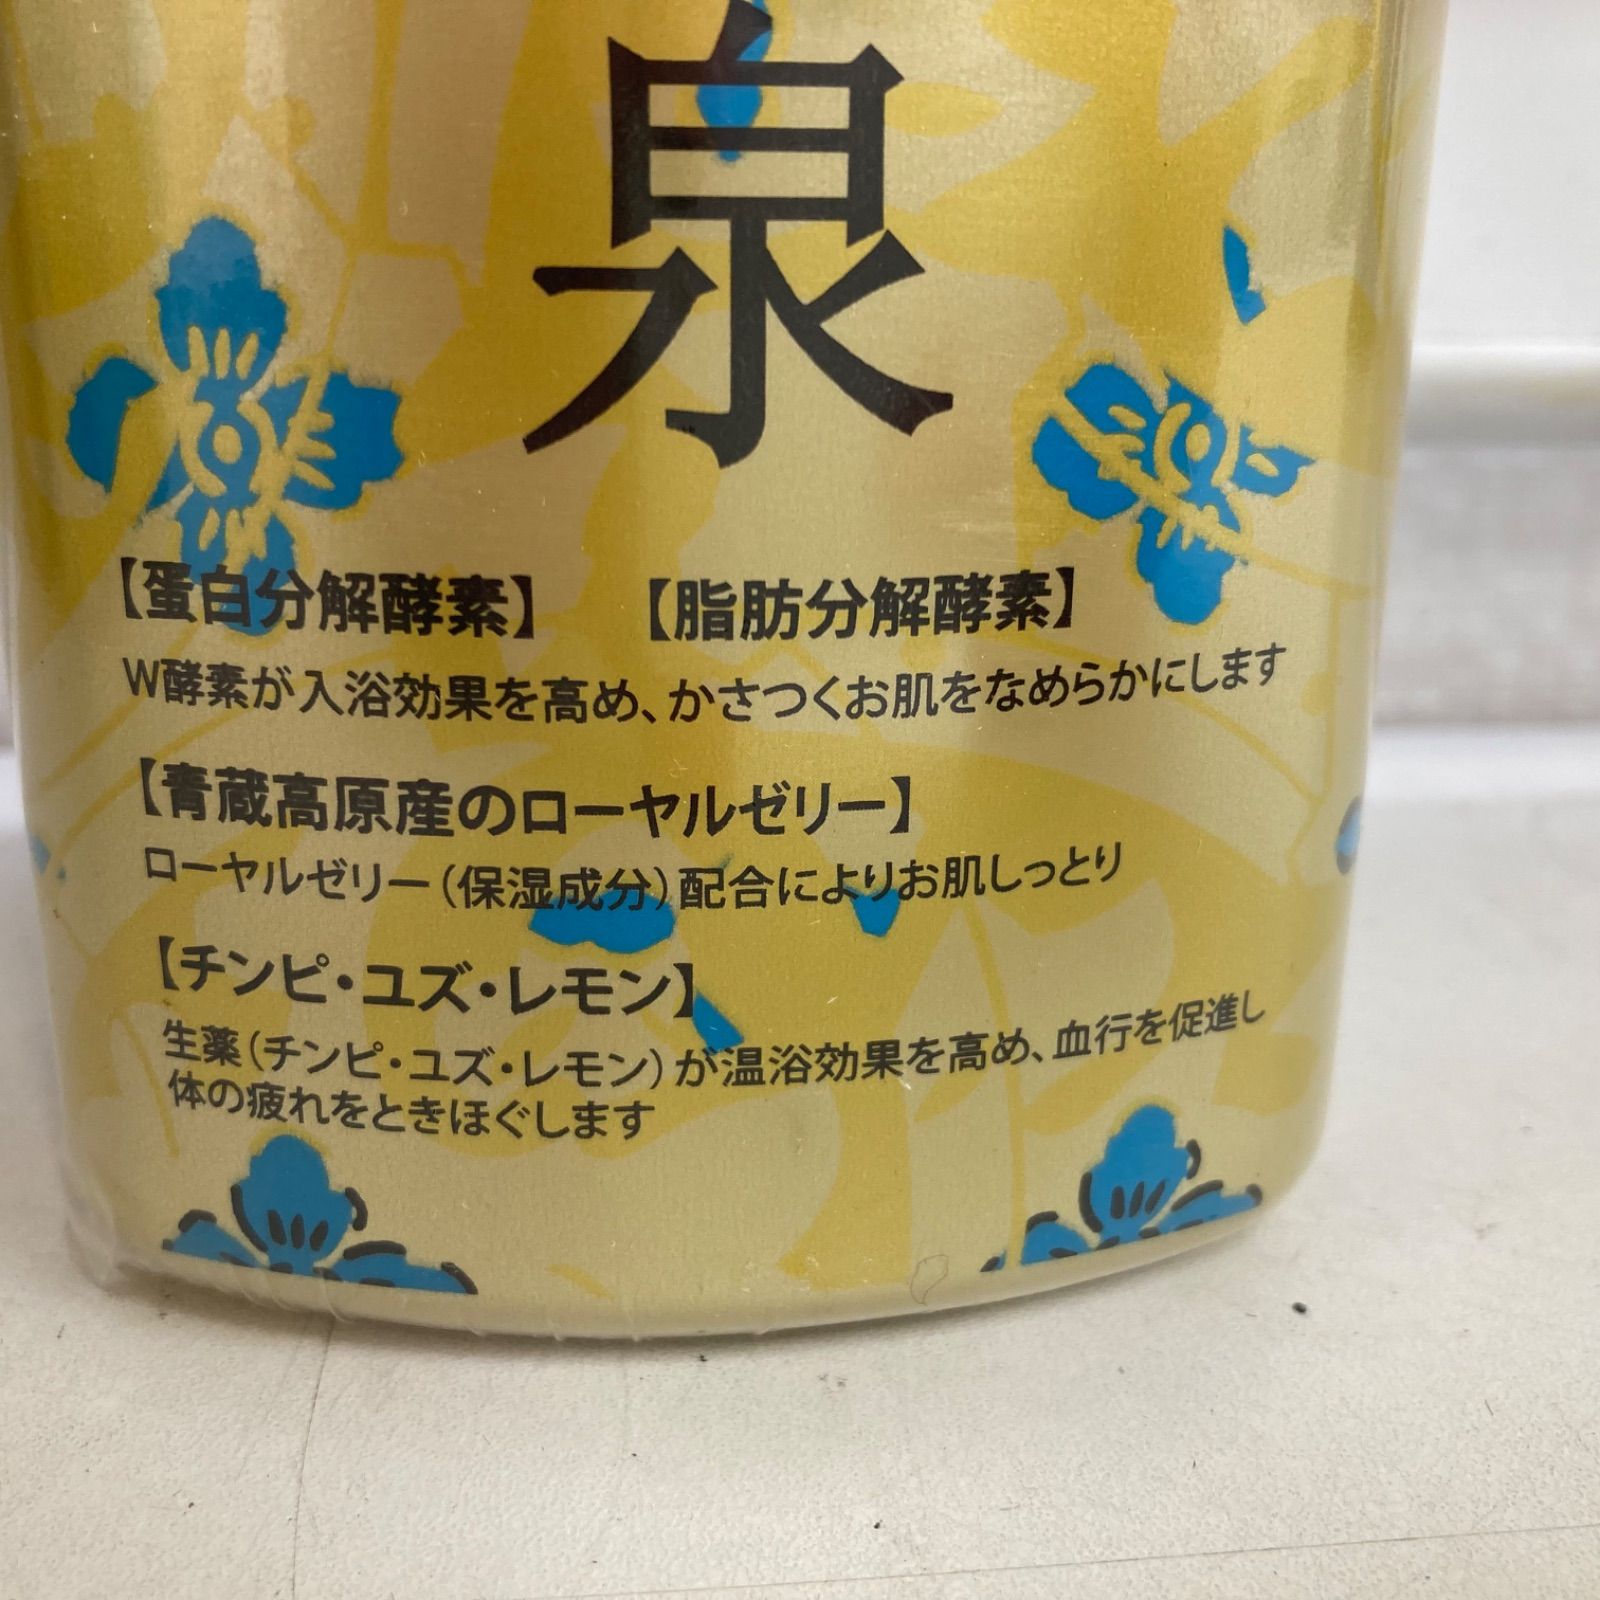 泉
【蛋白分解酵素】 【脂肪分解酵素】
W酵素が入浴効果を高め、かさつくお肌をなめらかにします
【青蔵高原産のローヤルゼリー】
ローヤルゼリー(保湿成分)配合によりお肌しっとり
【チンピ・ユズ・レモン】
生薬(チンピ・ユズ・レモン)が温浴効果を高め、血行を促進し
体の疲れをときほぐします